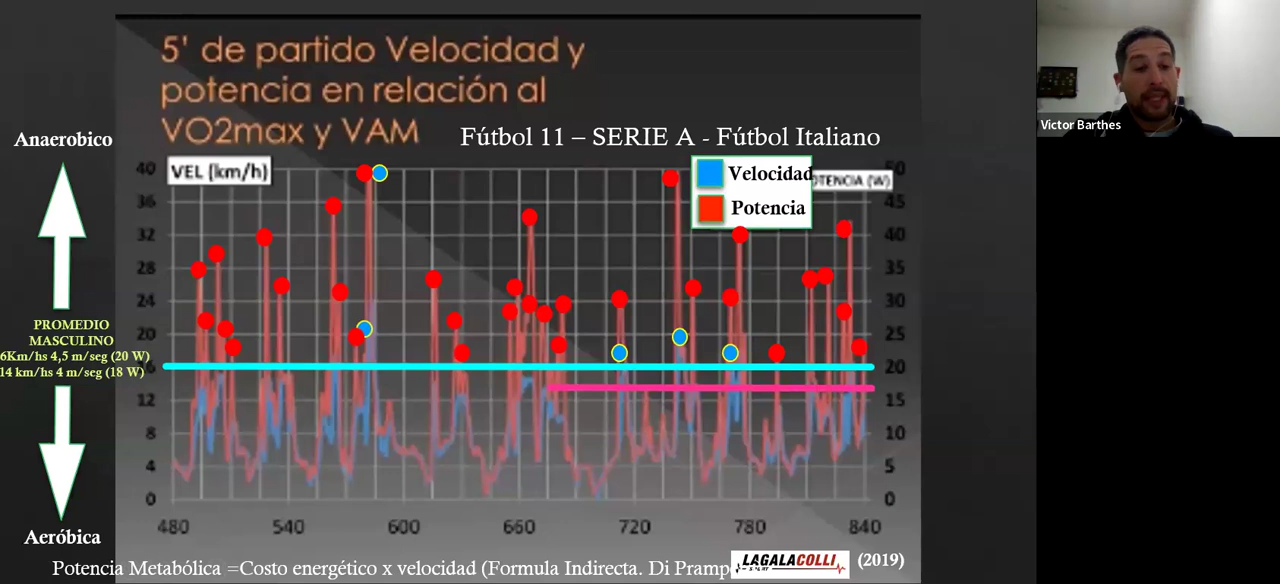 5' de partido Velocidad y
potencia en relación al
VO2max y VAM
Fútbol 11 – SERIE A - Fútbol Italiano
Victor Barthes
Anaerobico
VEL (km/h)
Velocidad
Potencia
(W)
40
36
32
28
24
20
12
8
4
0
50
45
40
35
30
25
20
15
10
5
0
PROMEDIO
MASCULINO
6Km/hs 4,5 m/seg (20 W)
14 km/hs 4 m/seg (18 W)
480 540 600 660 720 780 840
Aeróbica
Potencia Metabólica =Costo energético x velocidad (Formula Indirecta. Di Pramp
LAGALACOLLI
(2019)